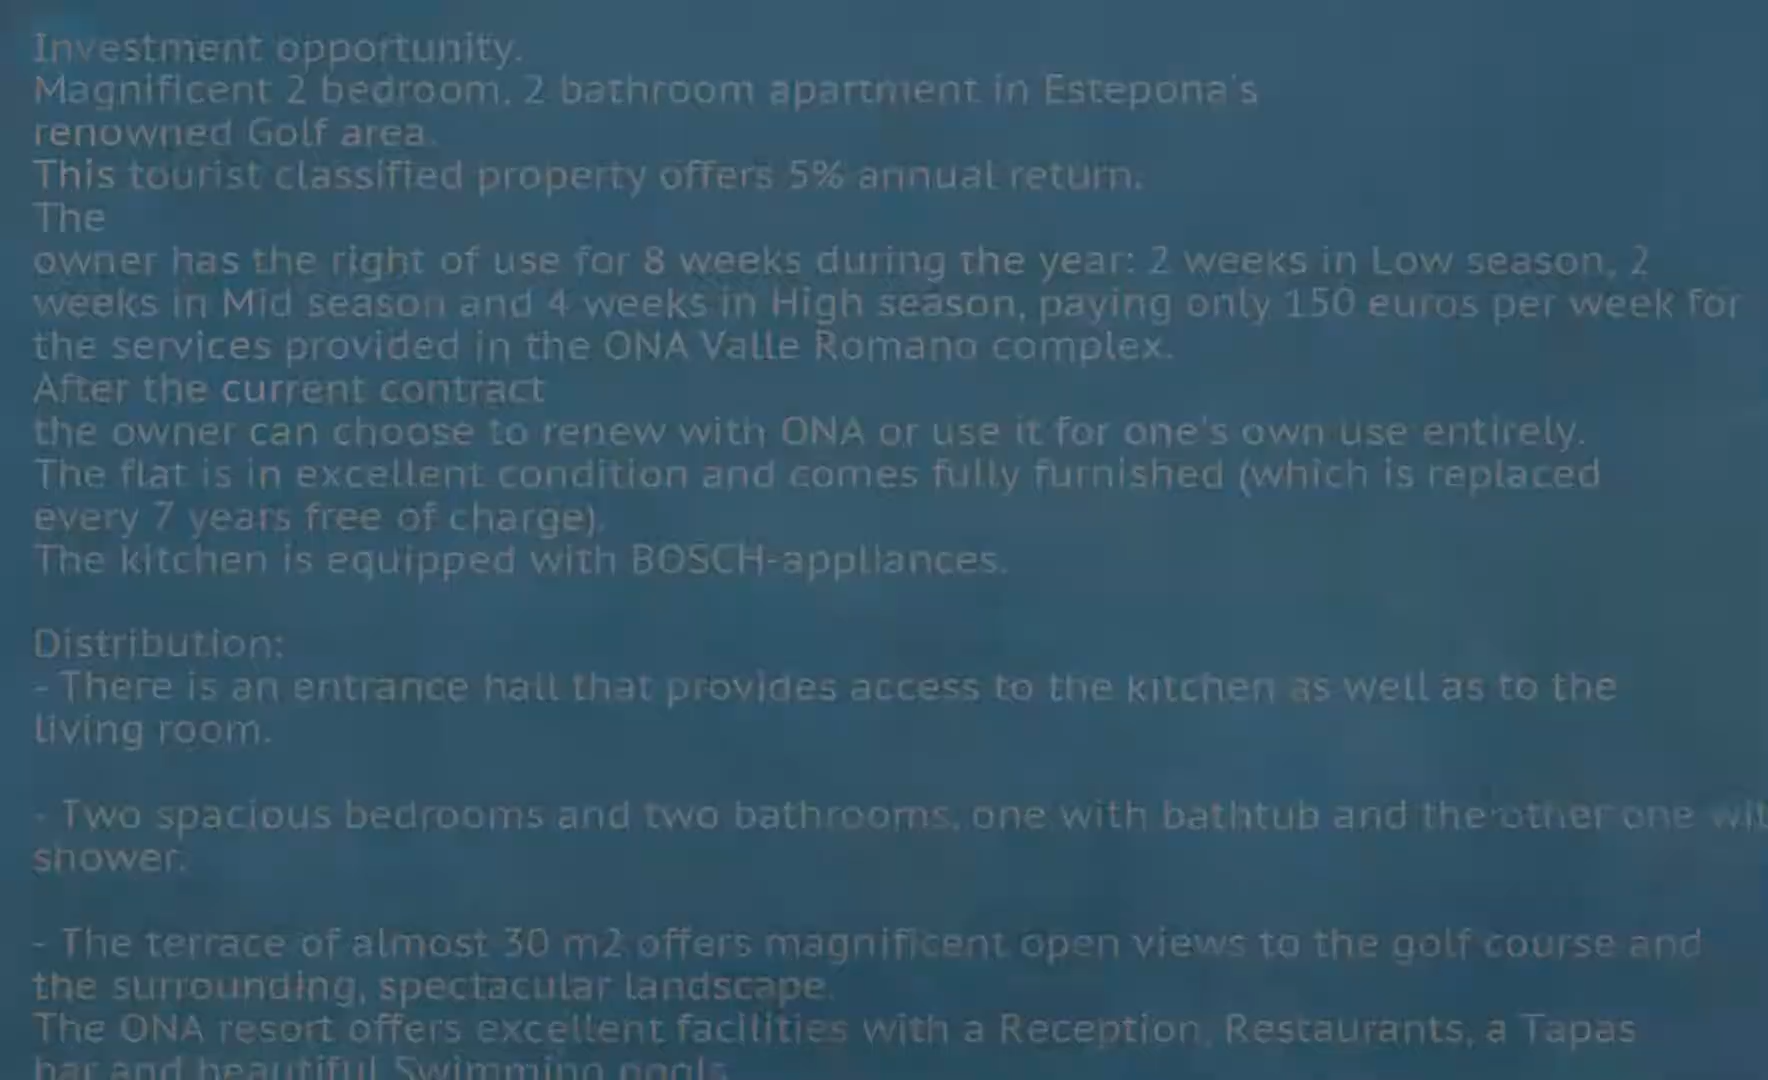 Investment opportunity.
Magnificent 2 bedroom, 2 bathroom apartment in Estepona's
renowned Golf area.
This tourist classified property offers 5% annual return.
The
owner has the right of use for 8 weeks during the year: 2 weeks in Low season, 2
weeks in Mid season and 4 weeks in High season, paying only 150 euros per week for
the services provided in the ONA Valle Romano complex.
After the current contract
the owner can choose to renew with ONA or use it for one's own use entirely.
The flat is in excellent condition and comes fully furnished (which is replaced
every 7 years free of charge).
The kitchen is equipped with BOSCH-appliances.
Distribution:
- There is an entrance hall that provides access to the kitchen as well as to the
living room.
- Two spacious bedrooms and two bathrooms, one with bathtub and the other one wit
shower.
- The terrace of almost 30 m2 offers magnificent open views to the golf course and
the surrounding, spectacular landscape.
The ONA resort offers excellent facilities with a Reception, Restaurants, a Tapas
bar and beautiful Swimming pools